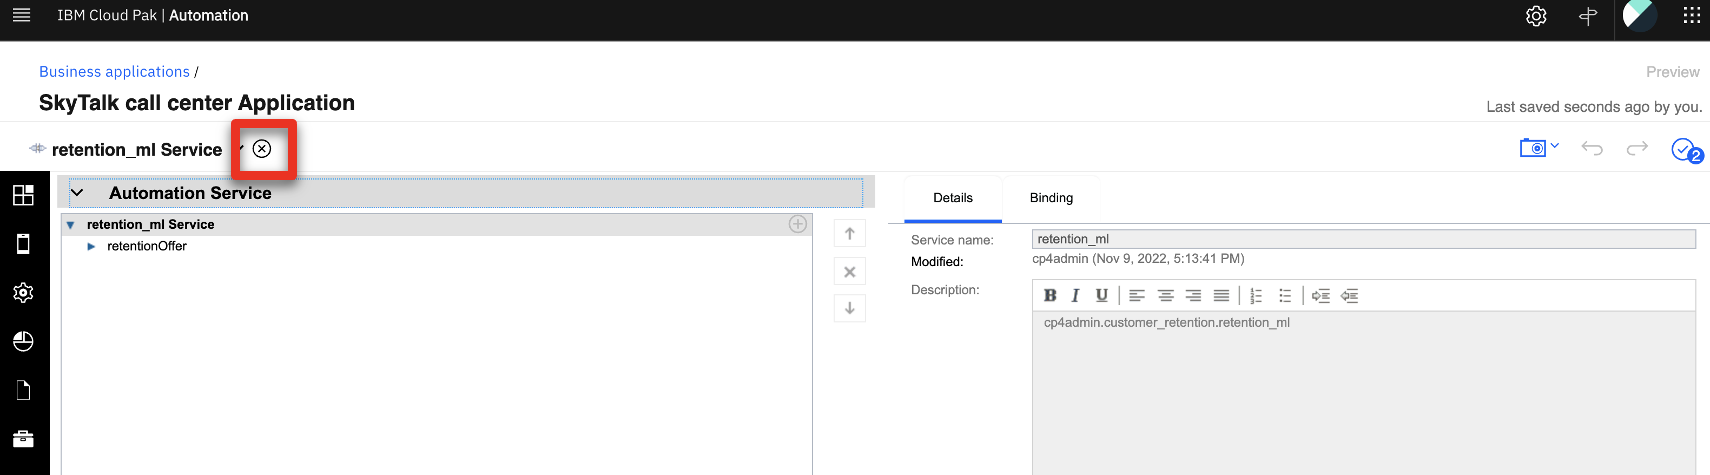 IBM Cloud Pak | Automation
Business applications /
Preview
SkyTalk call center Application
Last saved seconds ago by you.
retention_ml Service
2
Automation Service
Details
Binding
retention_ml Service
retentionOffer
Service name:
retention_ml
Modified:
cp4admin (Nov 9, 2022, 5:13:41 PM)
Description:
B I U
cp4admin.customer_retention.retention_ml